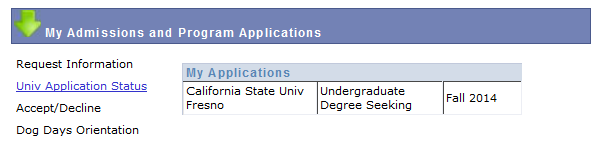 My Admissions and Program Applications
Request Information
Univ Application Status
Accept/Decline
Dog Days Orientation
My Applications
California State Univ Fresno
Undergraduate Degree Seeking
Fall 2014